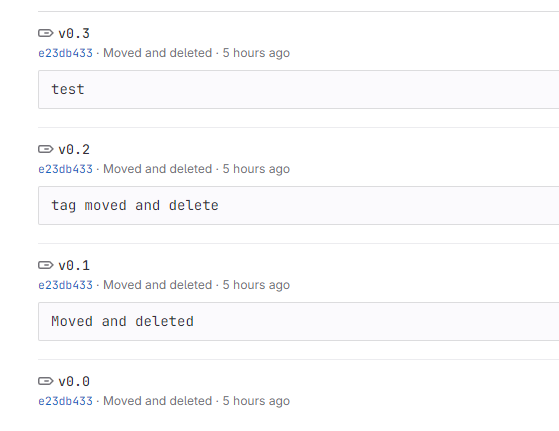 v0.3
e23db433 · Moved and deleted · 5 hours ago
test
v0.2
e23db433 · Moved and deleted · 5 hours ago
tag moved and delete
v0.1
e23db433 · Moved and deleted · 5 hours ago
Moved and deleted
v0.0
e23db433 · Moved and deleted · 5 hours ago